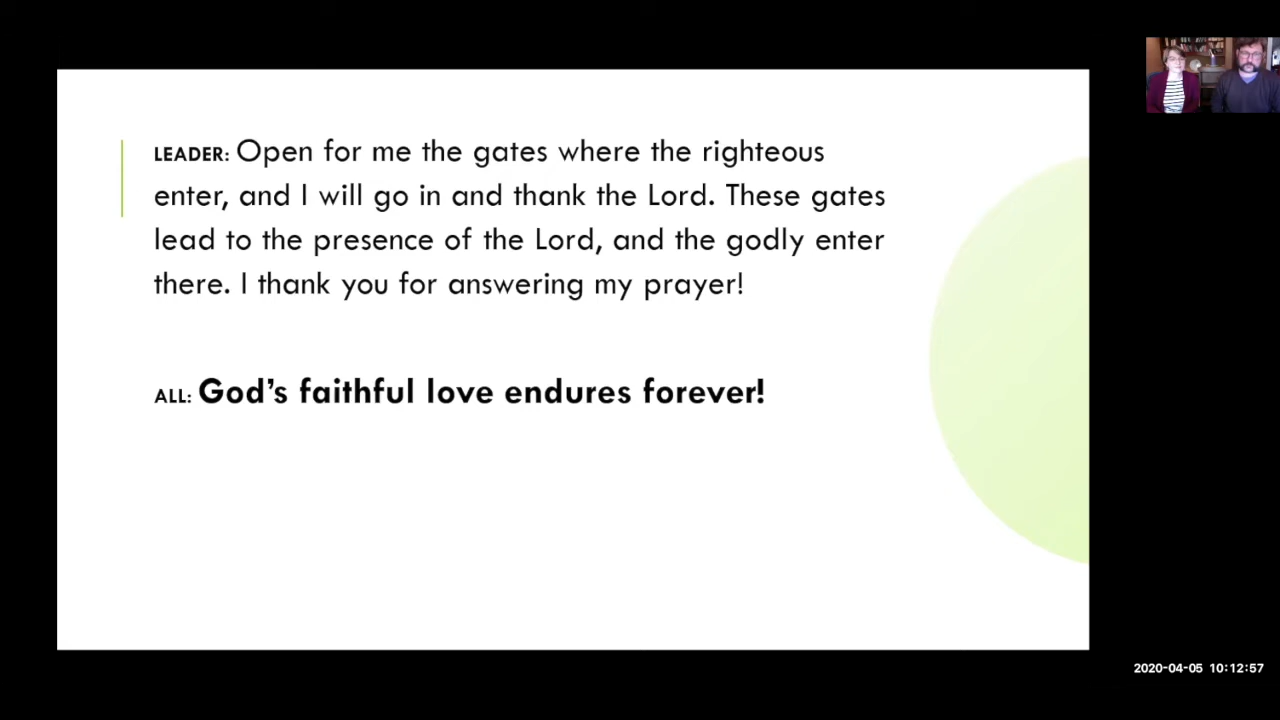 LEADER: Open for me the gates where the righteous
enter, and I will go in and thank the Lord. These gates
lead to the presence of the Lord, and the godly enter
there. I thank you for answering my prayer!
ALL: God’s faithful love endures forever!
2020-04-05 10:12:57